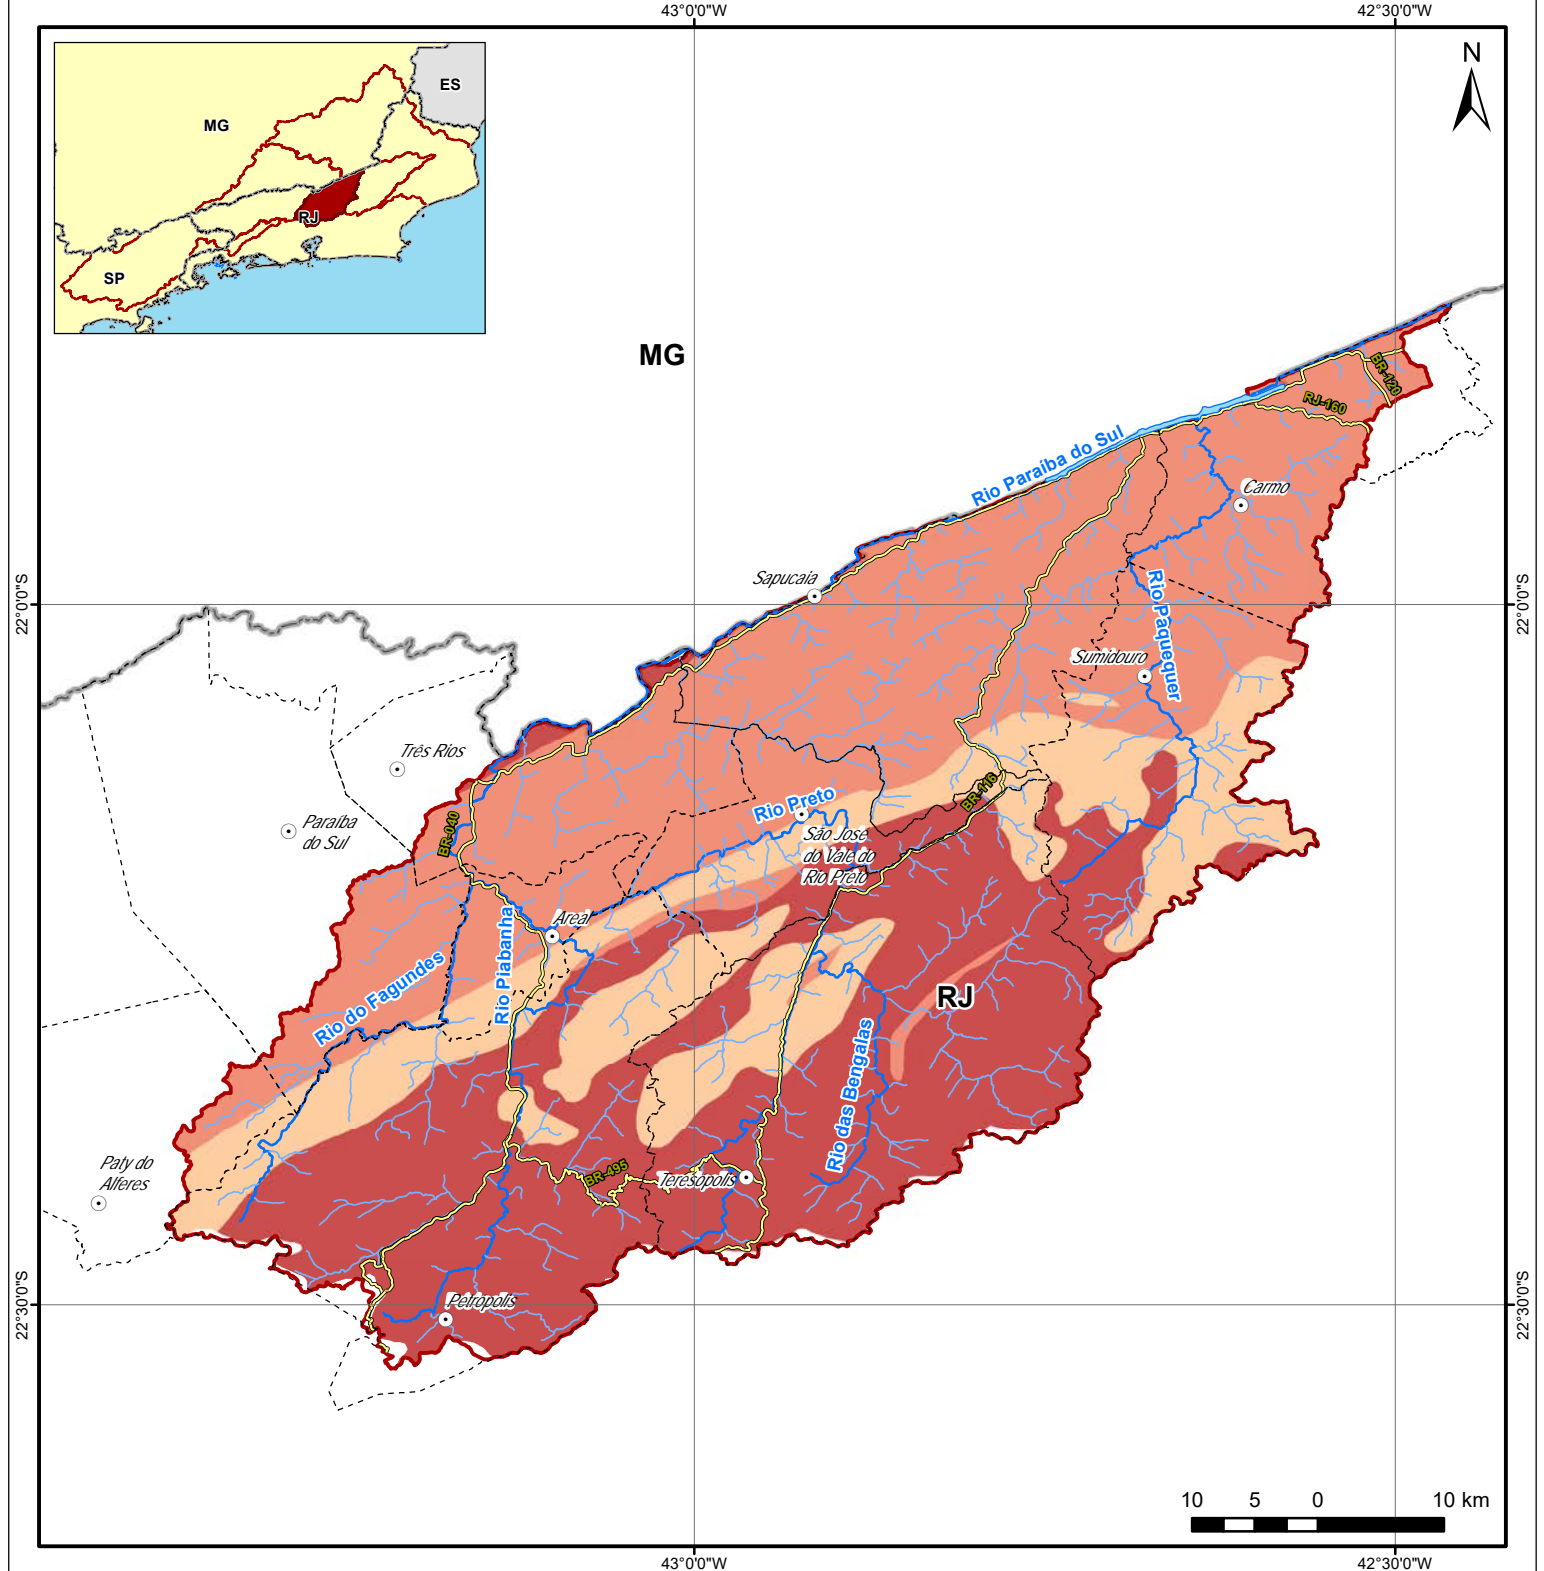 43°0'0"W
42°30'0"W
N
ES
MG
RJ
SP
MG
BR-120
RJ-160
Rio Paraíba do Sul
Carmo
Sapucaia
22°0'0"S
22°0'0"S
Rio Paquequer
Sumidouro
Três Rios
BR-116
Rio Preto
Paraíba
do Sul
BR-040
São José
do Vale do
Rio Preto
Areal
Rio Piabanha
Rio do Fagundes
RJ
Rio das Bengalas
Paty do
Alferes
BR-495
Teresópolis
22°30'0"S
22°30'0"S
Petrópolis
10 5 0 10 km
43°0'0"W
42°30'0"W